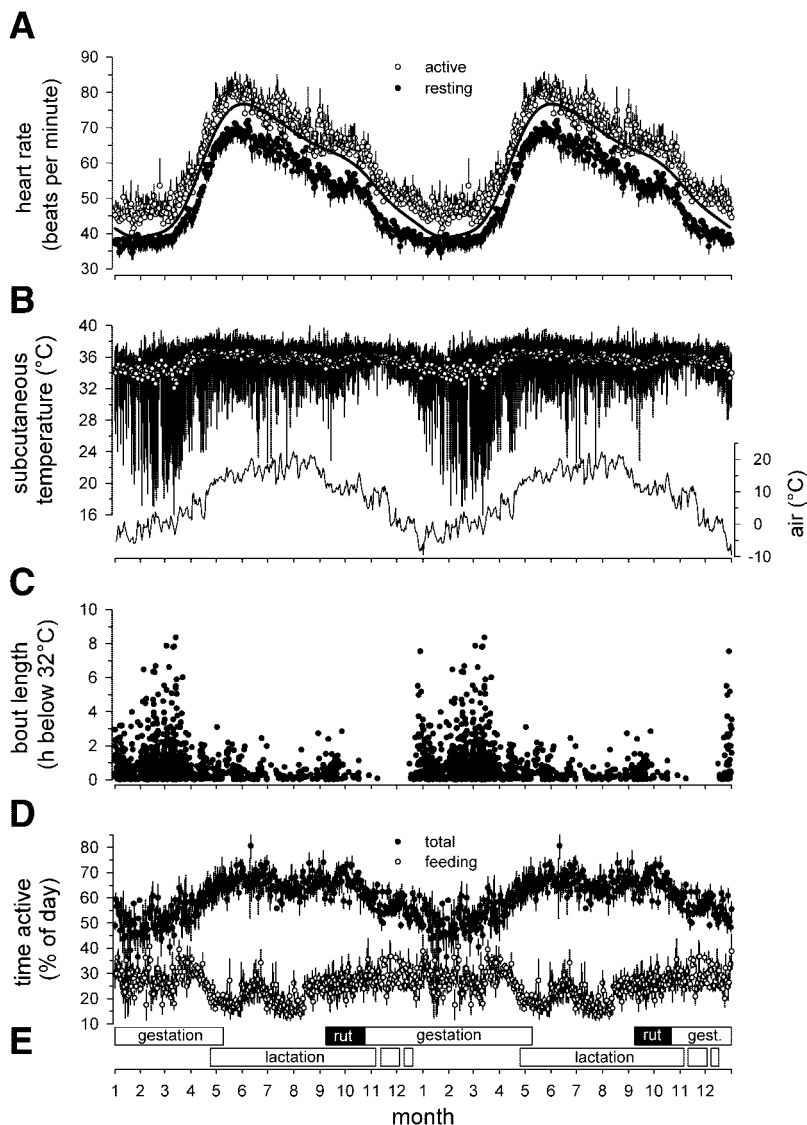 A
90
80
70
60
50
40
30
heart rate
(beats per minute)
active
resting
B
40
36
32
28
24
20
16
subcutaneous
temperature (°C)
20
10
0
-10
air (°C)
C
10
8
6
4
2
0
bout length
(h below 32°C)
D
80
70
60
50
40
30
20
10
time active
(% of day)
total
feeding
E
gestation rut gestation rut gest.
lactation lactation
1 2 3 4 5 6 7 8 9 10 11 12 1 2 3 4 5 6 7 8 9 10 11 12
month